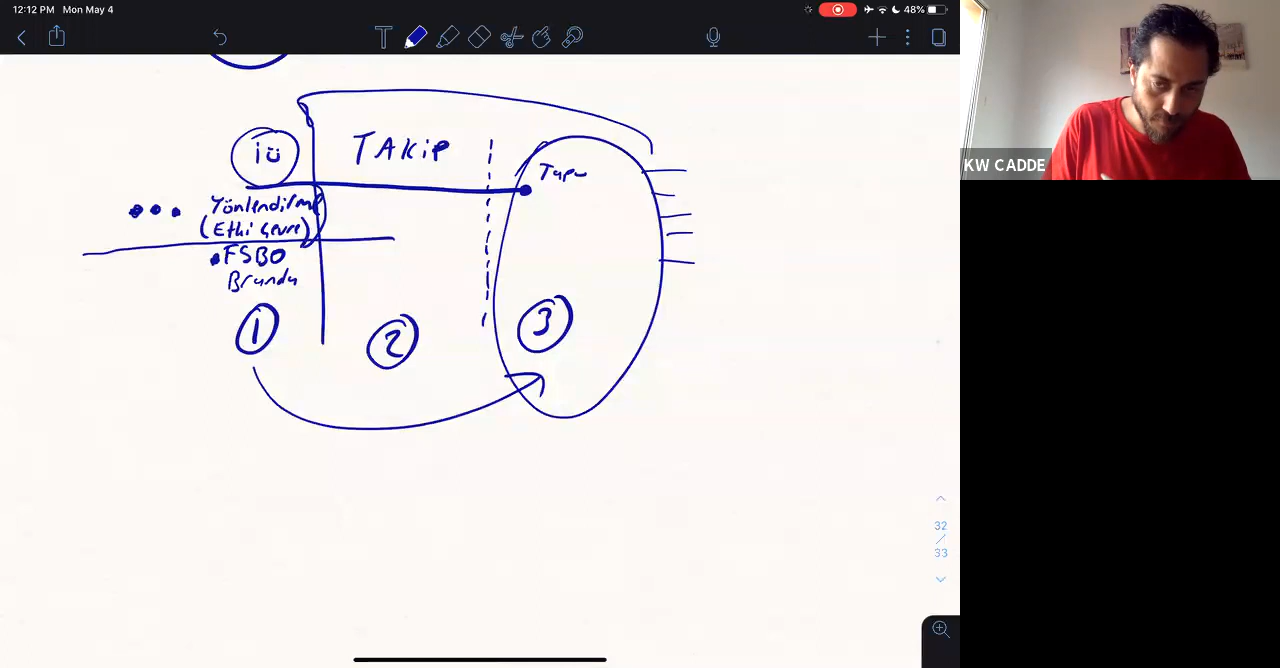 12:12 PM Mon May 4
48%
iü
TAKİP
Tapu
Yönlendirme
(Etki Çevre)
FSBO
Branda
1
2
3
32
/
33
KW CADDE